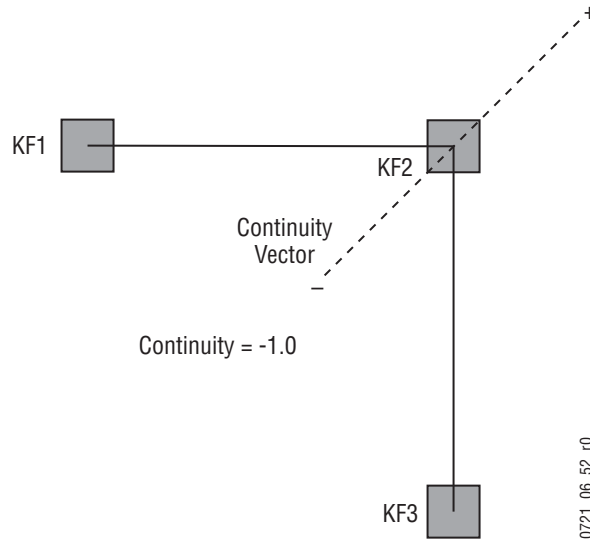 +
KF1
KF2
Continuity
Vector
–
Continuity = -1.0
KF3
0721_06_52_r0